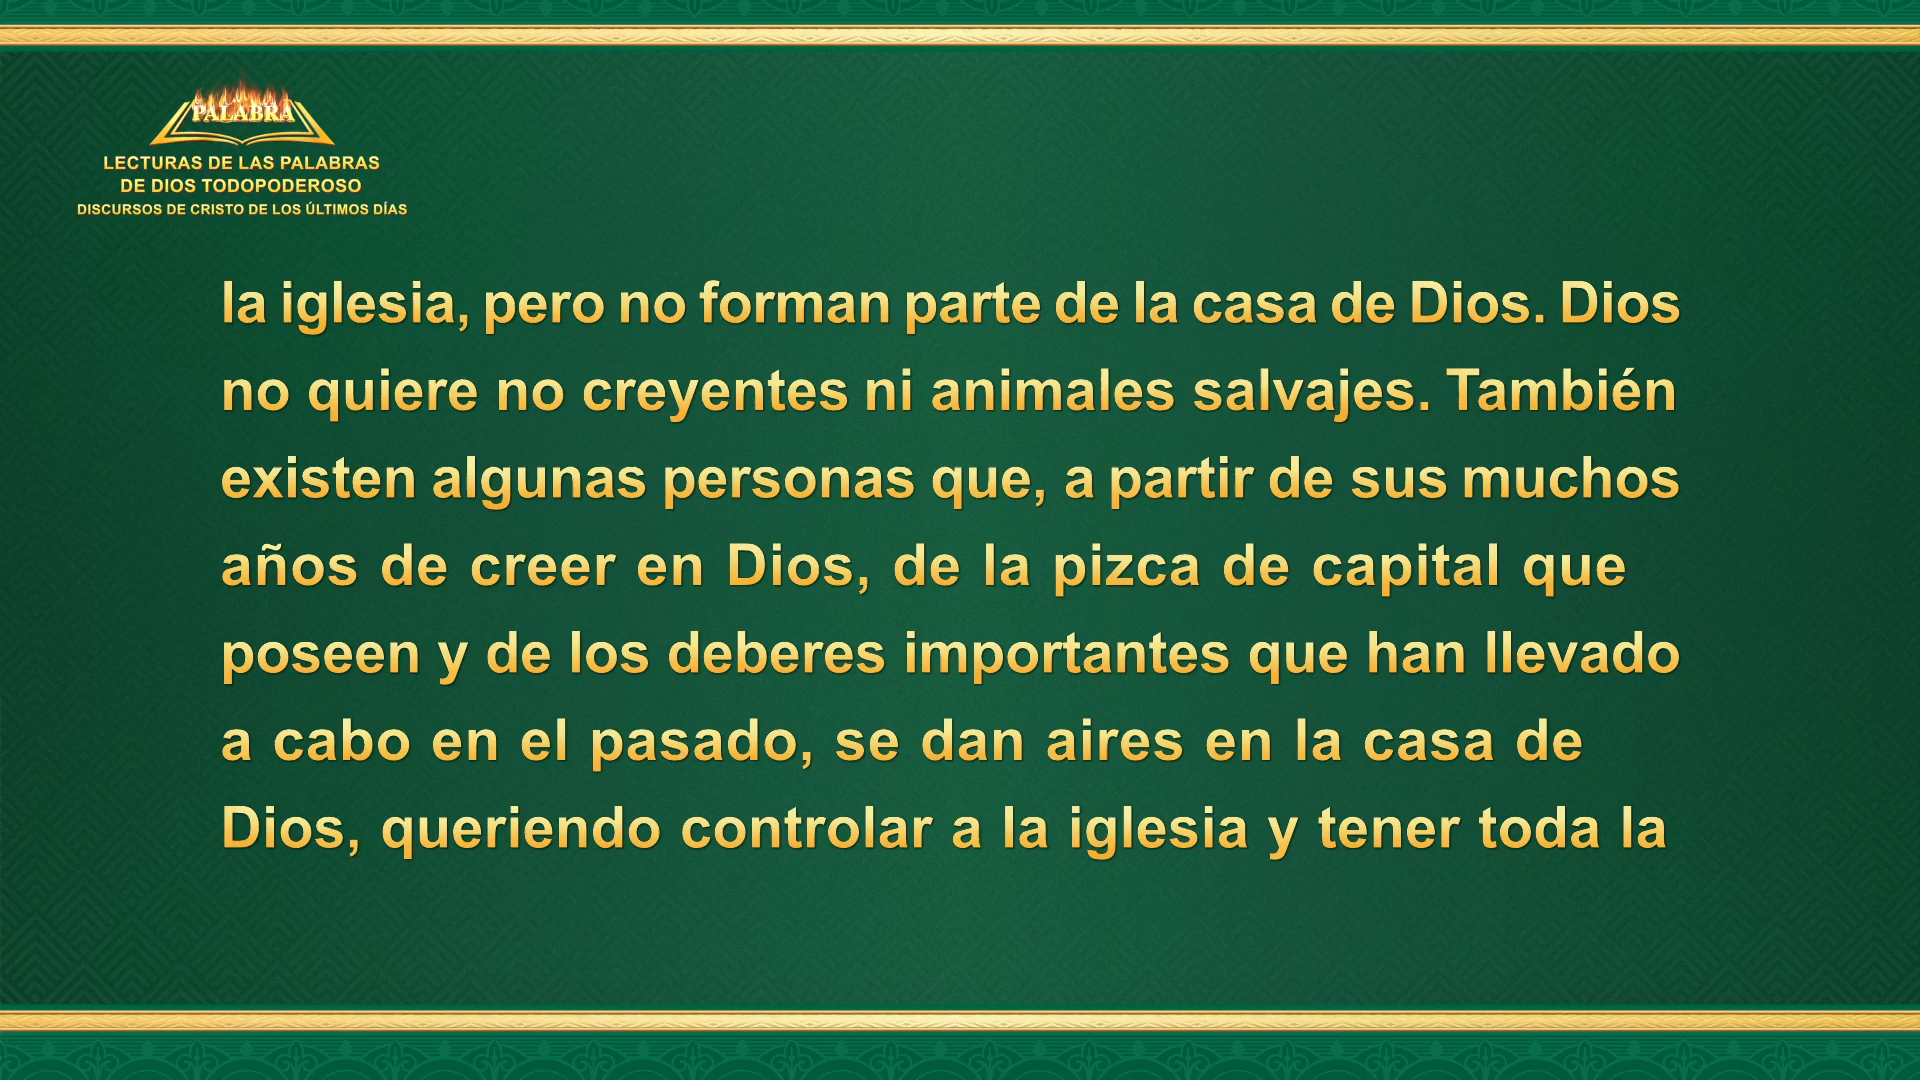 PALABRA
LECTURAS DE LAS PALABRAS
DE DIOS TODOPODEROSO
DISCURSOS DE CRISTO DE LOS ÚLTIMOS DÍAS
la iglesia, pero no forman parte de la casa de Dios. Dios
no quiere no creyentes ni animales salvajes. También
existen algunas personas que, a partir de sus muchos
años de creer en Dios, de la pizca de capital que
poseen y de los deberes importantes que han llevado
a cabo en el pasado, se dan aires en la casa de
Dios, queriendo controlar a la iglesia y tener toda la